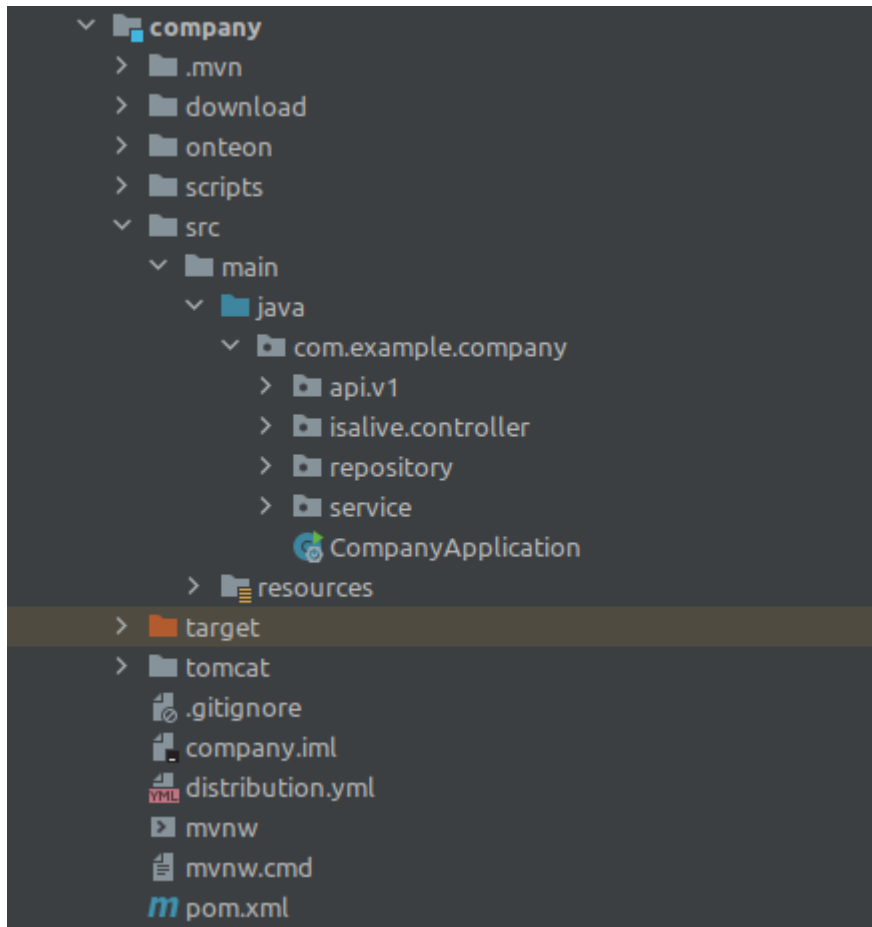 company
.mvn
download
onteon
scripts
src
main
java
com.example.company
api.v1
isalive.controller
repository
service
CompanyApplication
resources
target
tomcat
.gitignore
company.iml
YML distribution.yml
mvnw
mvnw.cmd
m pom.xml